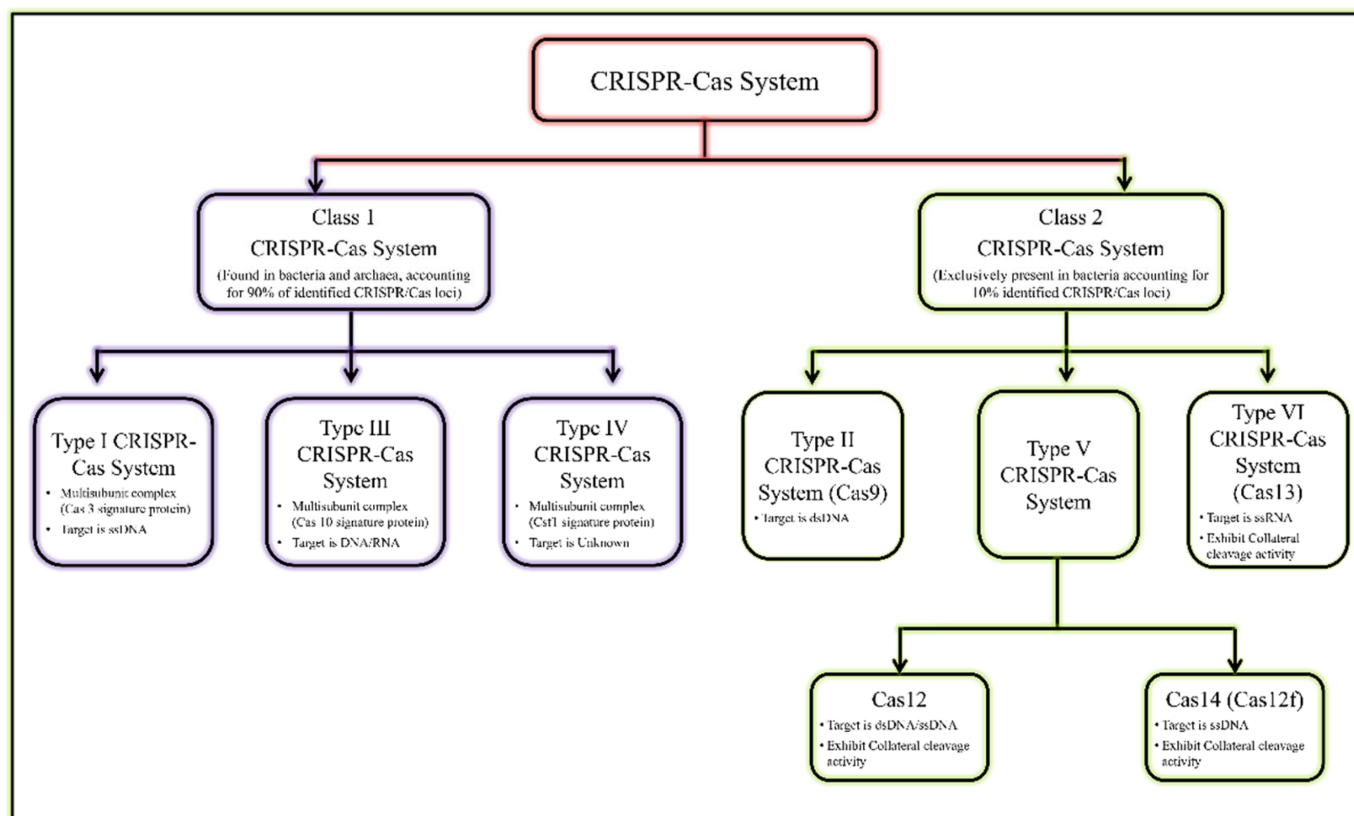 CRISPR-Cas System
Class 1
CRISPR-Cas System
(Found in bacteria and archaea, accounting
for 90% of identified CRISPR/Cas loci)
Class 2
CRISPR-Cas System
(Exclusively present in bacteria accounting for
10% identified CRISPR/Cas loci)
Type I CRISPR-
Cas System
• Multisubunit complex
(Cas 3 signature protein)
• Target is ssDNA
Type III
CRISPR-Cas
System
• Multisubunit complex
(Cas 10 signature protein)
• Target is DNA/RNA
Type IV
CRISPR-Cas
System
• Multisubunit complex
(Csf1 signature protein)
• Target is Unknown
Type II
CRISPR-Cas
System (Cas9)
• Target is dsDNA
Type V
CRISPR-Cas
System
Type VI
CRISPR-Cas
System
(Cas13)
• Target is ssRNA
• Exhibit Collateral
cleavage activity
Cas12
• Target is dsDNA/ssDNA
• Exhibit Collateral cleavage
activity
Cas14 (Cas12f)
• Target is ssDNA
• Exhibit Collateral cleavage
activity